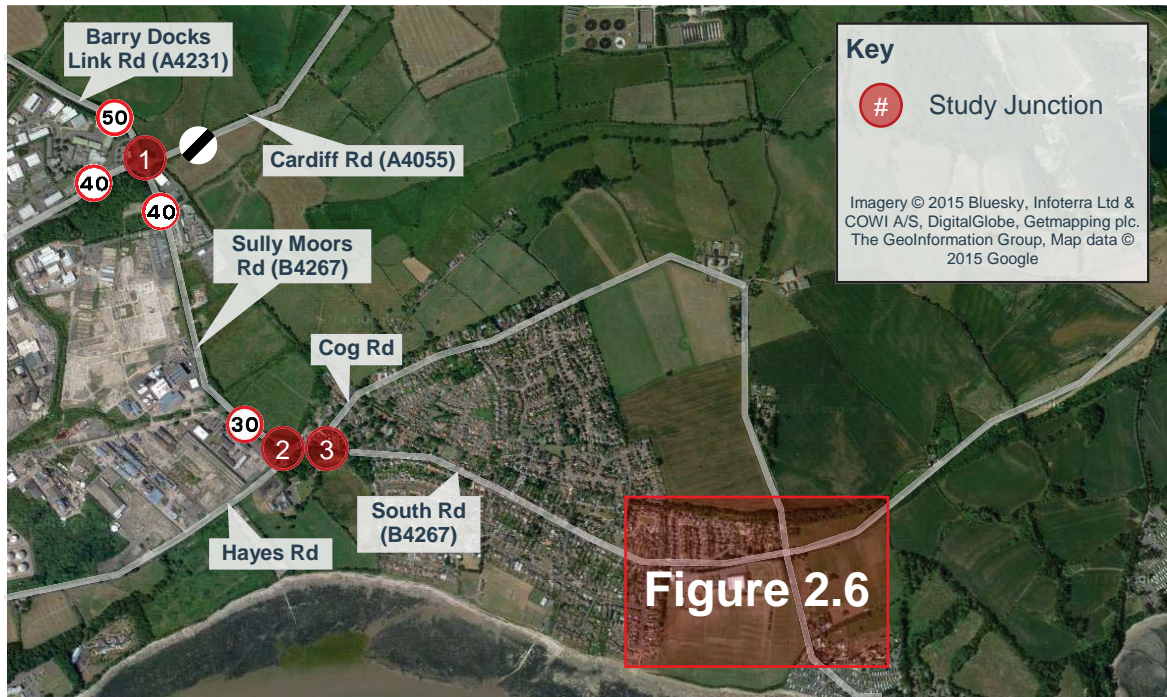 Barry Docks
Link Rd (A4231)
50
1
40
40
Cardiff Rd (A4055)
Sully Moors
Rd (B4267)
Cog Rd
30
2
3
South Rd
(B4267)
Hayes Rd
Figure 2.6
Key
#
Study Junction
Imagery © 2015 Bluesky, Infoterra Ltd &
COWI A/S, DigitalGlobe, Getmapping plc.
The GeoInformation Group, Map data ©
2015 Google